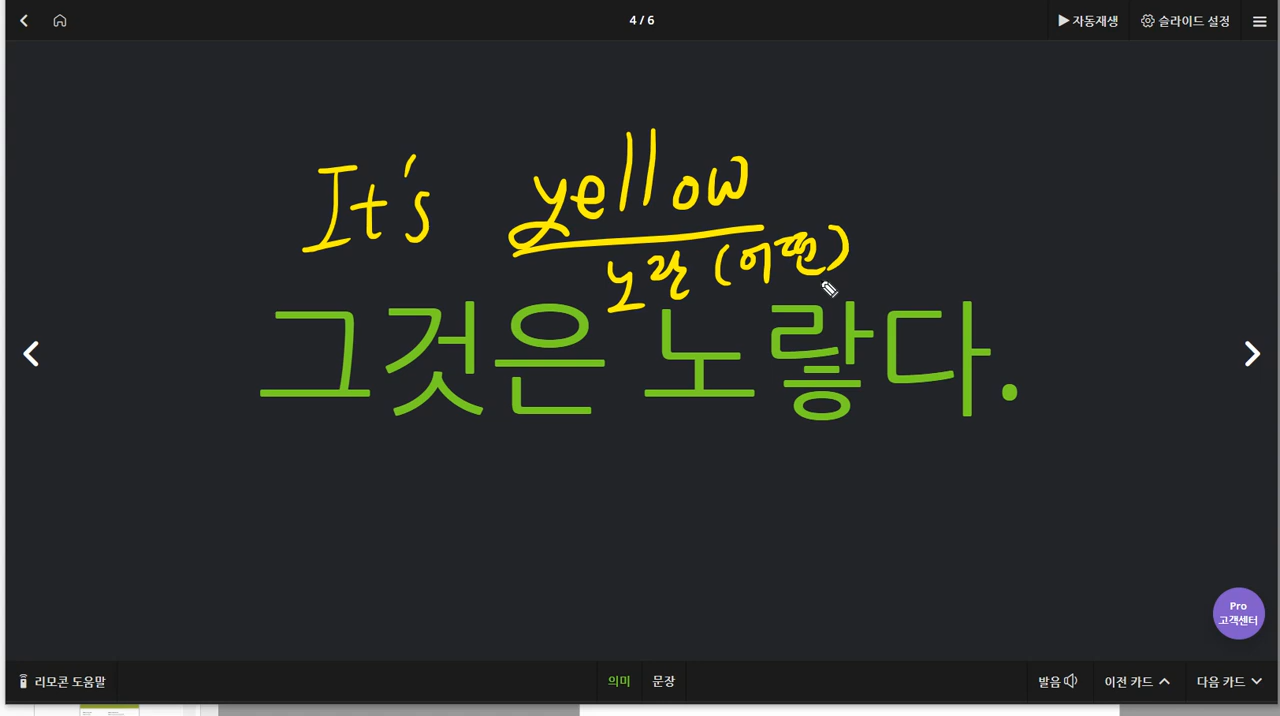 4 / 6
자동재생
슬라이드 설정
It's yellow
노란 (어떤)
그것은 노랗다.
Pro
고객센터
리모콘 도움말
의미
문장
발음
이전 카드
다음 카드